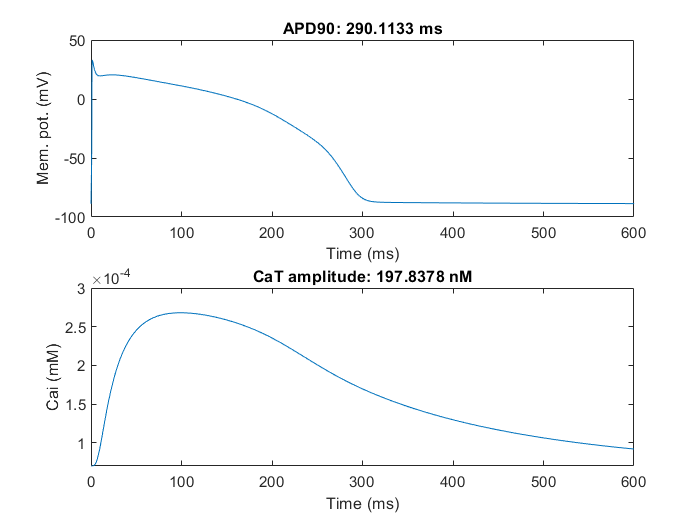 APD90: 290.1133 ms
50
0
-50
-100
Mem. pot. (mV)
0 100 200 300 400 500 600
Time (ms)
×10-4
CaT amplitude: 197.8378 nM
3
2.5
2
1.5
1
Cai (mM)
0 100 200 300 400 500 600
Time (ms)